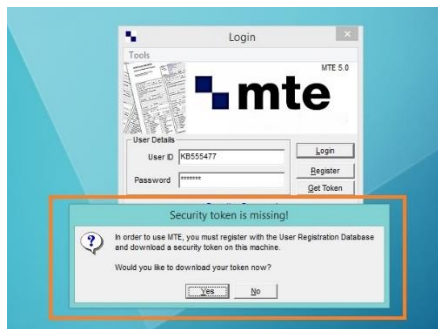 Login
Tools
MTE 5.0
mte
User Details
User ID KB555477
Login
Password *******
Register
Get Token
Security token is missing!
In order to use MTE, you must register with the User Registration Database
and download a security token on this machine.
Would you like to download your token now?
Yes No